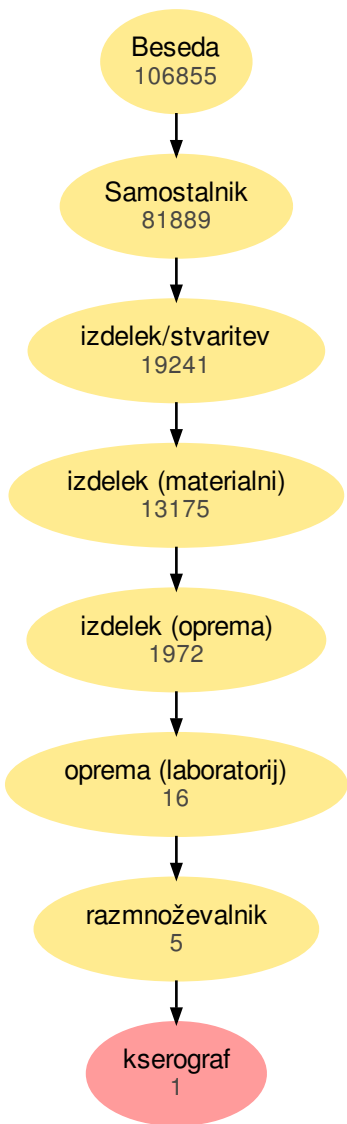 Beseda
106855
Samostalnik
81889
izdelek/stvaritev
19241
izdelek (materialni)
13175
izdelek (oprema)
1972
oprema (laboratorij)
16
razmnoževalnik
5
kserograf
1